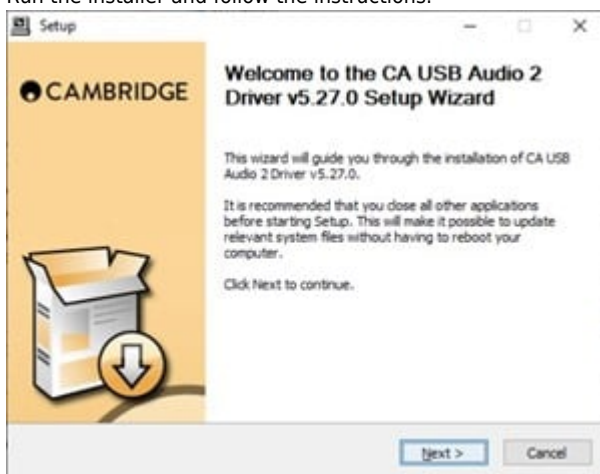 Run the installer and follow the instructions.
Setup
CAMBRIDGE
Welcome to the CA USB Audio 2
Driver v5.27.0 Setup Wizard
This wizard will guide you through the installation of CA USB
Audio 2 Driver v5.27.0.
It is recommended that you close all other applications
before starting Setup. This will make it possible to update
relevant system files without having to reboot your
computer.
Click Next to continue.
Next >
Cancel